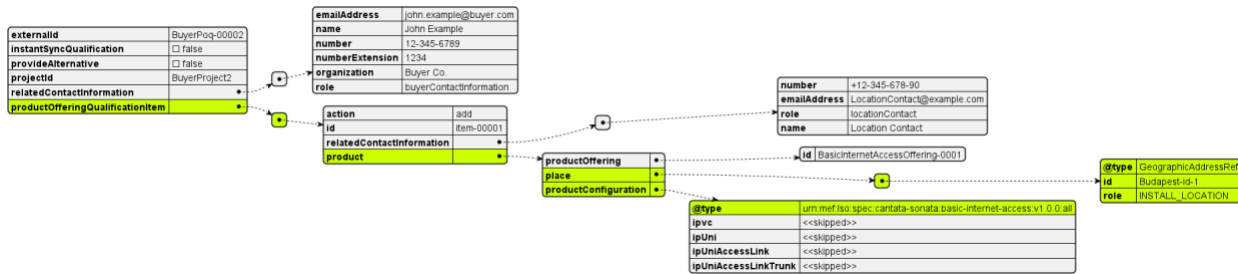 externalId BuyerPoq-00002
instantSyncQualification ☐ false
provideAlternative ☐ false
projectId BuyerProject2
relatedContactInformation
productOfferingQualificationItem
emailAddress john.example@buyer.com
name John Example
number 12-345-6789
numberExtension 1234
organization Buyer Co.
role buyerContactInformation
action add
id item-00001
relatedContactInformation
product
number +12-345-678-90
emailAddress LocationContact@example.com
role locationContact
name Location Contact
productOffering
place
productConfiguration
id BasicInternetAccessOffering-0001
@type GeographicAddressRef
id Budapest-id-1
role INSTALL_LOCATION
@type urn:mef:lso:spec:cantata-sonata:basic-internet-access:v1.0.0:all
ipvc <<skipped>>
ipUni <<skipped>>
ipUniAccessLink <<skipped>>
ipUniAccessLinkTrunk <<skipped>>